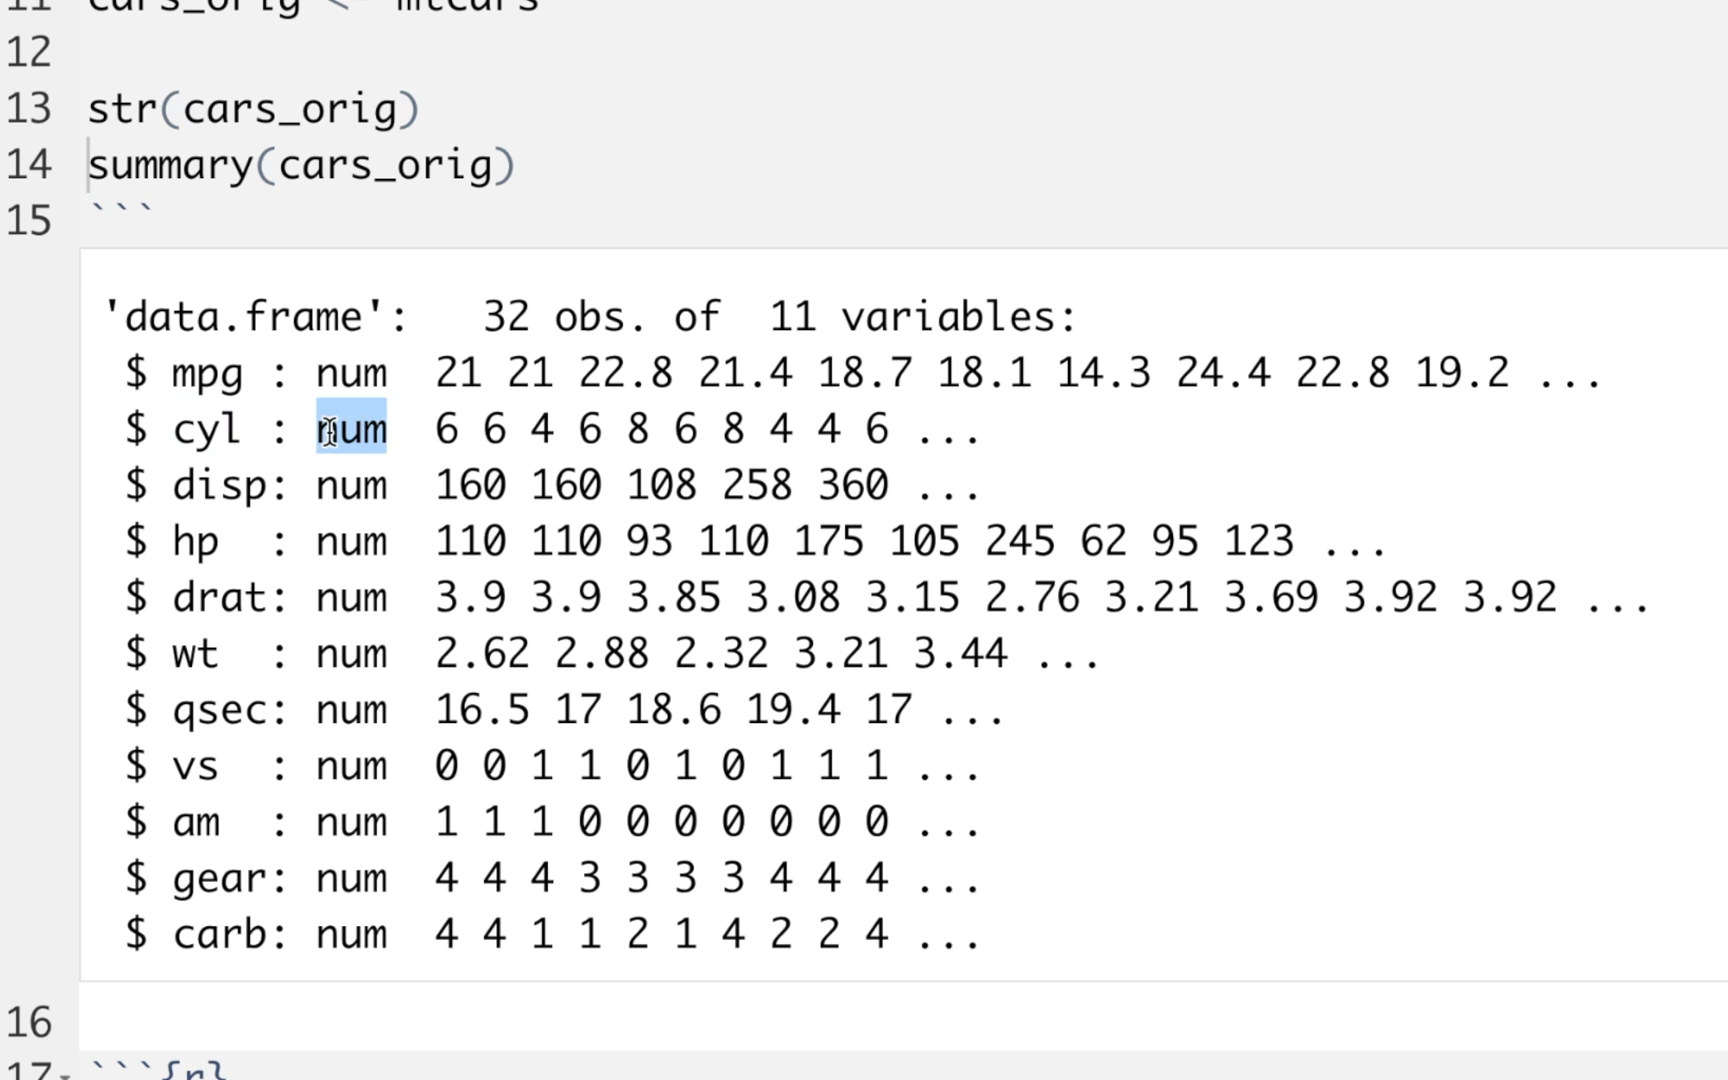 11 cars_orig <- mtcars
12
13 str(cars_orig)
14 summary(cars_orig)
15 ```
'data.frame':   32 obs. of  11 variables:
 $ mpg : num  21 21 22.8 21.4 18.7 18.1 14.3 24.4 22.8 19.2 ...
 $ cyl : num  6 6 4 6 8 6 8 4 4 6 ...
 $ disp: num  160 160 108 258 360 ...
 $ hp  : num  110 110 93 110 175 105 245 62 95 123 ...
 $ drat: num  3.9 3.9 3.85 3.08 3.15 2.76 3.21 3.69 3.92 3.92 ...
 $ wt  : num  2.62 2.88 2.32 3.21 3.44 ...
 $ qsec: num  16.5 17 18.6 19.4 17 ...
 $ vs  : num  0 0 1 1 0 1 0 1 1 1 ...
 $ am  : num  1 1 1 0 0 0 0 0 0 0 ...
 $ gear: num  4 4 4 3 3 3 3 4 4 4 ...
 $ carb: num  4 4 1 1 2 1 4 2 2 4 ...
16
17 ```{r}